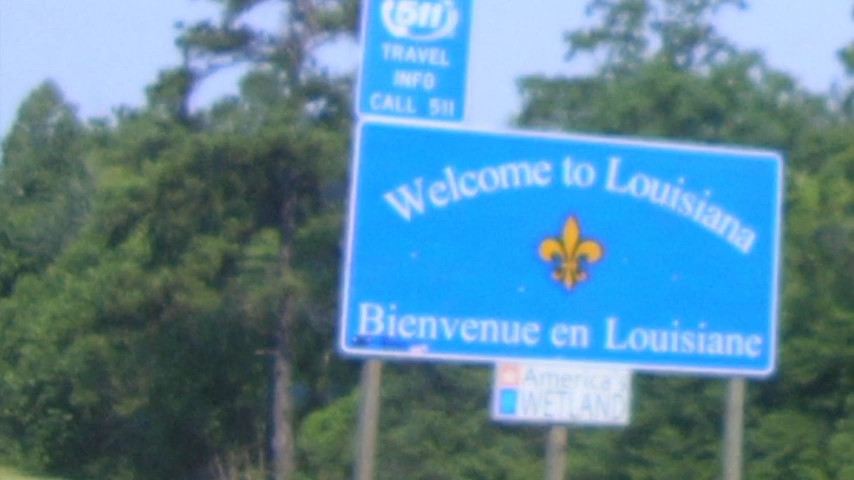 511
TRAVEL
INFO
CALL 511
Welcome to Louisiana
Bienvenue en Louisiane
America's
WETLAND